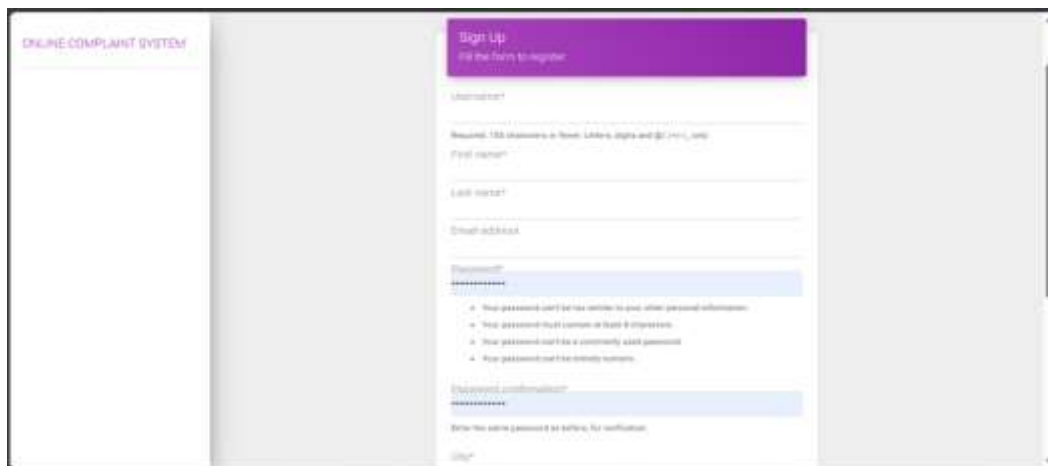 ONLINE COMPLAINT SYSTEM
Sign Up
Fill the form to register
Username*
Required. 150 characters or fewer. Letters, digits and @/./+/-/_ only.
First name*
Last name*
Email address
Password*
••••••••••••
• Your password can't be too similar to your other personal information.
• Your password must contain at least 8 characters.
• Your password can't be a commonly used password.
• Your password can't be entirely numeric.
Password confirmation*
••••••••••••
Enter the same password as before, for verification.
City*